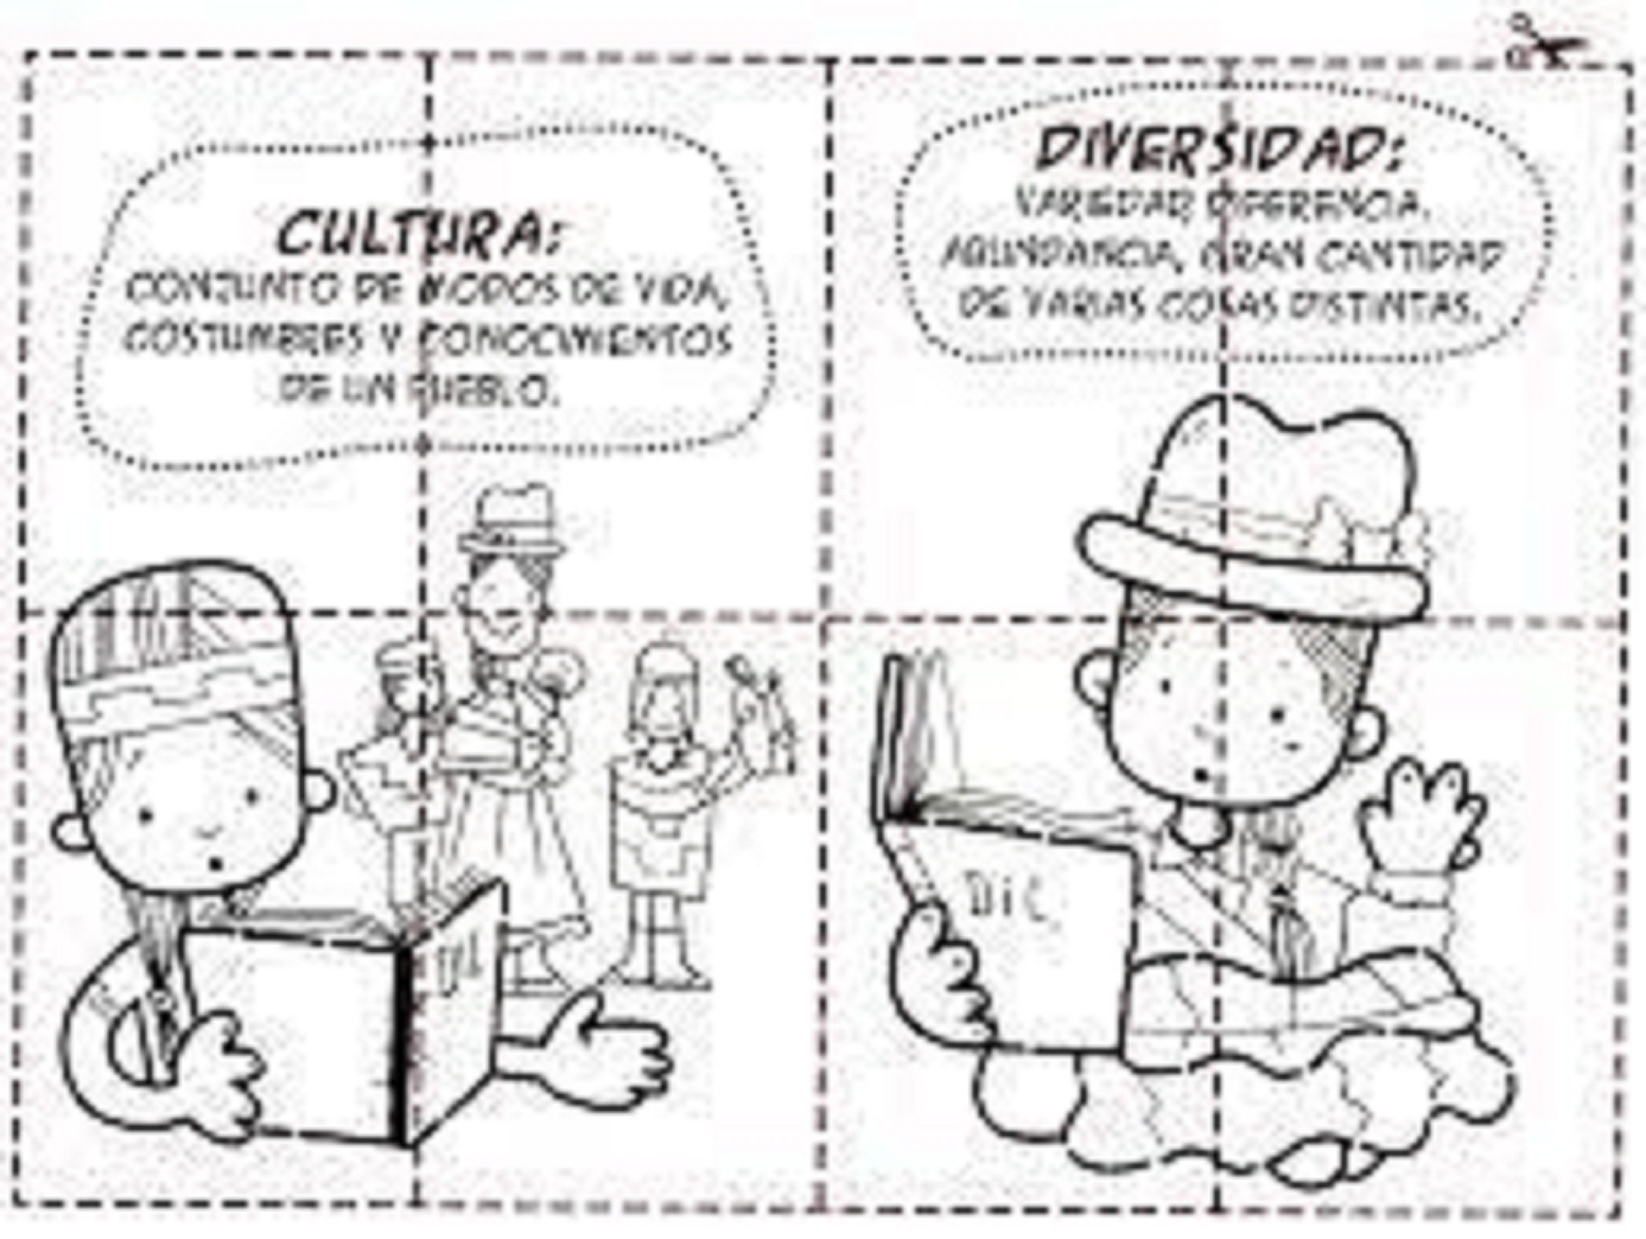 CULTURA:
CONJUNTO DE MODOS DE VIDA,
COSTUMBRES Y CONOCIMIENTOS
DE UN PUEBLO.
DIVERSIDAD:
VARIEDAD, DIFERENCIA,
ABUNDANCIA, GRAN CANTIDAD
DE VARIAS COSAS DISTINTAS.
DIC